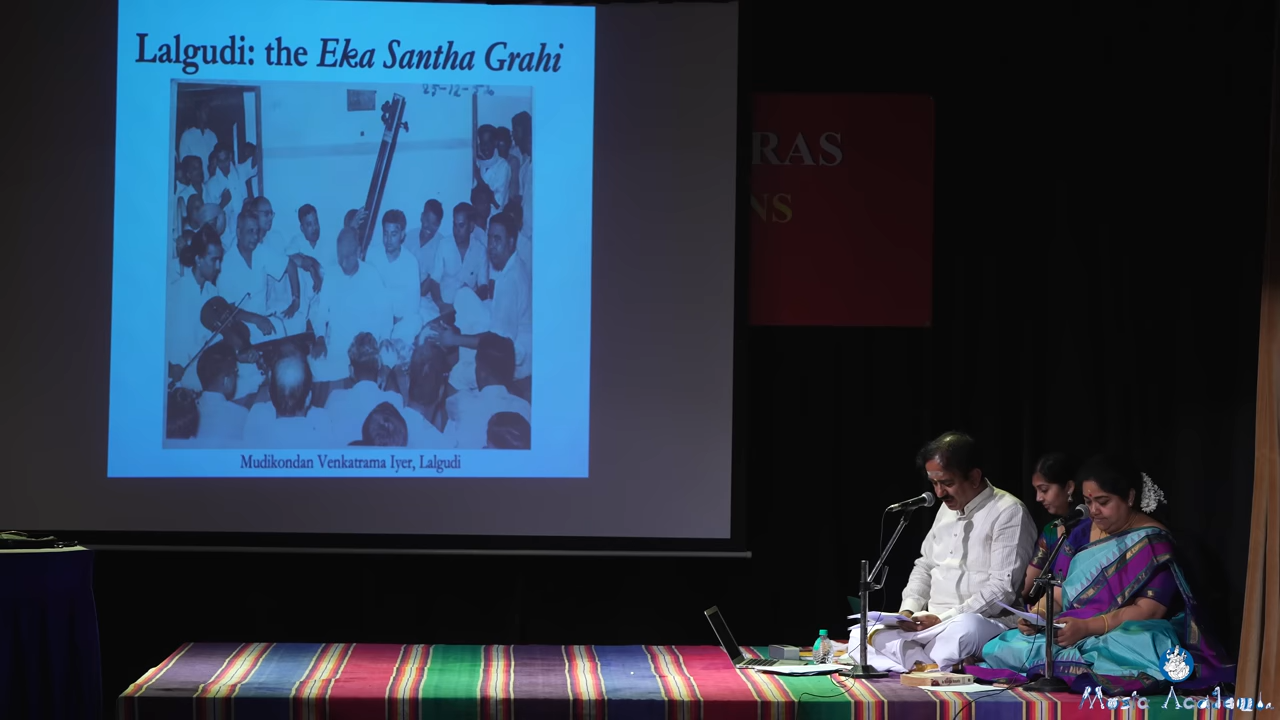 Lalgudi: the Eka Santha Grahi
25-12-56
Mudikondan Venkatrama Iyer, Lalgudi
RAS
NS
Music Academy